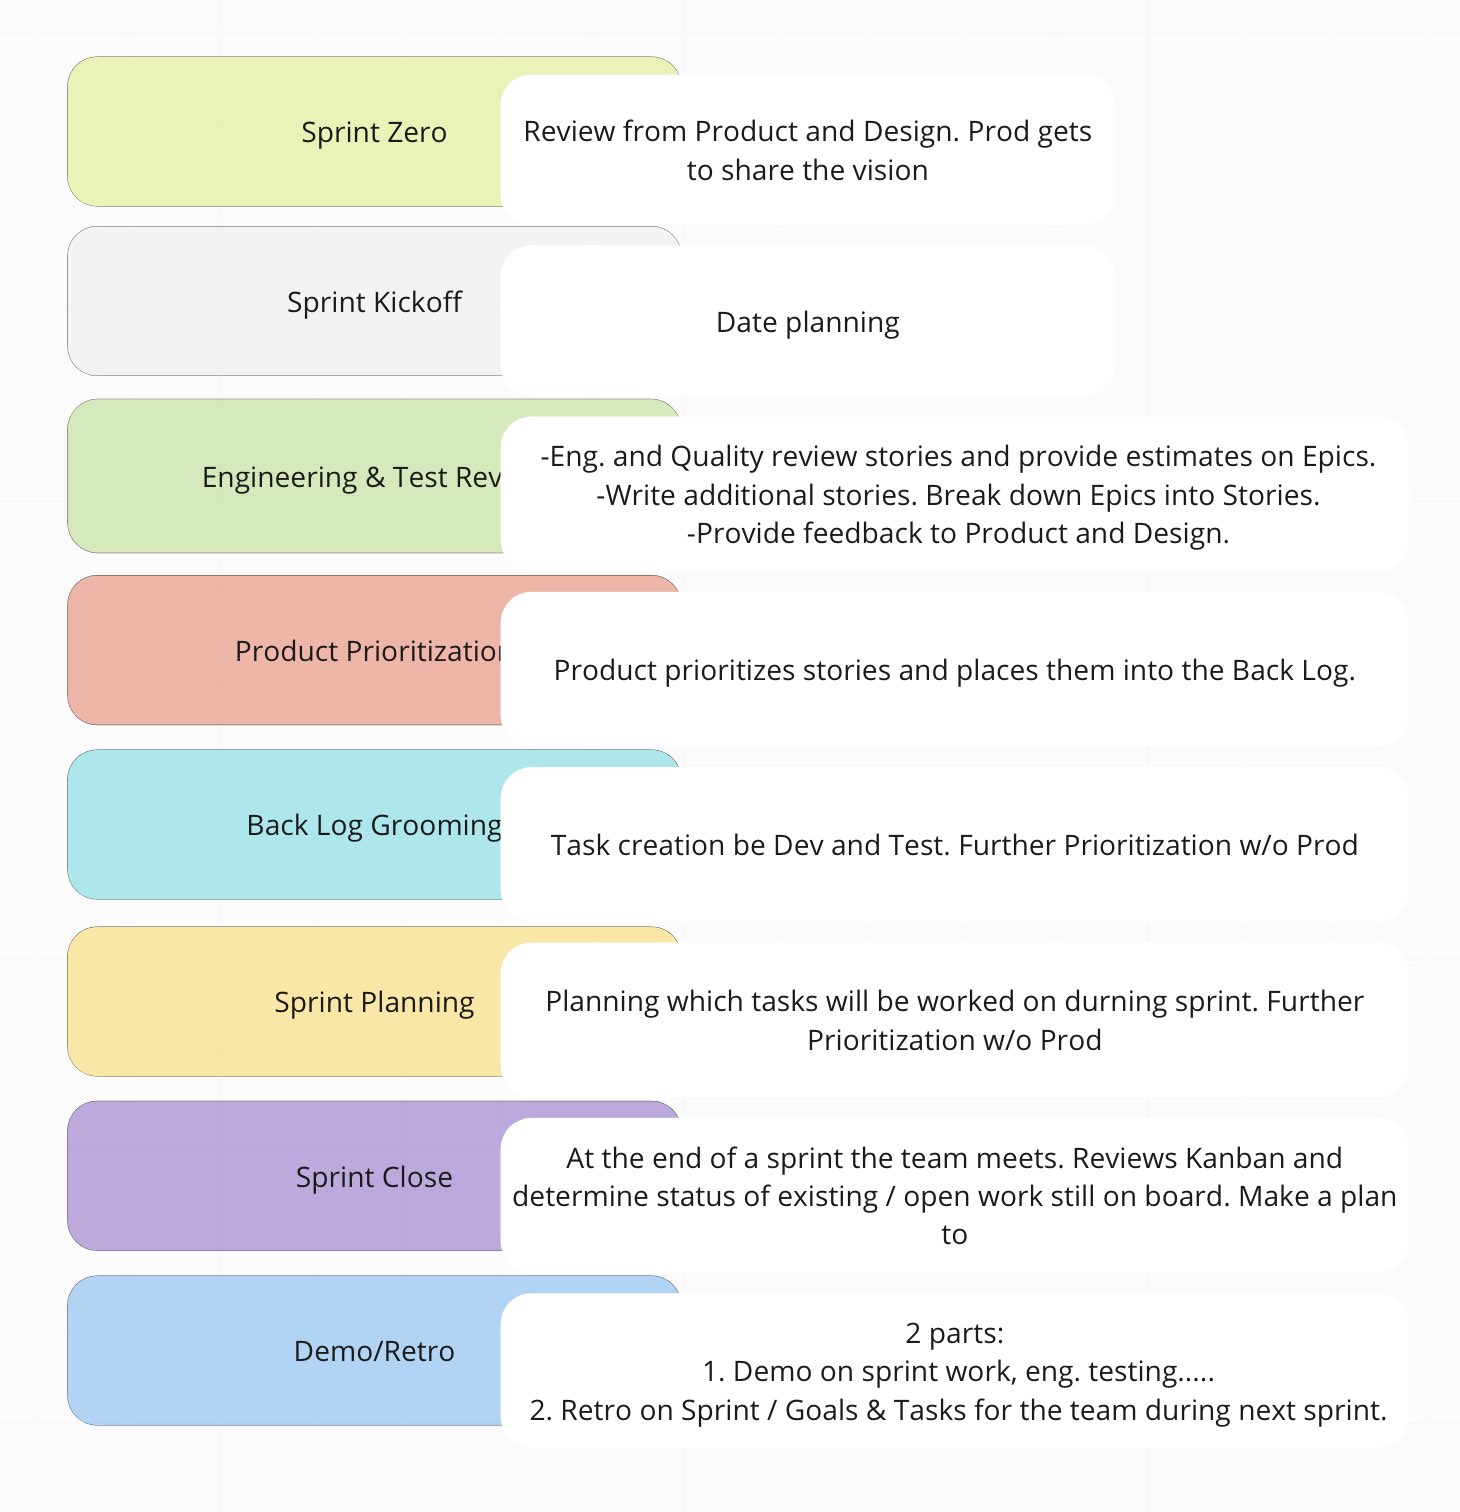 Sprint Zero
Review from Product and Design. Prod gets
to share the vision
Sprint Kickoff
Date planning
Engineering & Test Rev
-Eng. and Quality review stories and provide estimates on Epics.
-Write additional stories. Break down Epics into Stories.
-Provide feedback to Product and Design.
Product Prioritization
Product prioritizes stories and places them into the Back Log.
Back Log Grooming
Task creation be Dev and Test. Further Prioritization w/o Prod
Sprint Planning
Planning which tasks will be worked on durning sprint. Further
Prioritization w/o Prod
Sprint Close
At the end of a sprint the team meets. Reviews Kanban and
determine status of existing / open work still on board. Make a plan
to
Demo/Retro
2 parts:
1. Demo on sprint work, eng. testing.....
2. Retro on Sprint / Goals & Tasks for the team during next sprint.